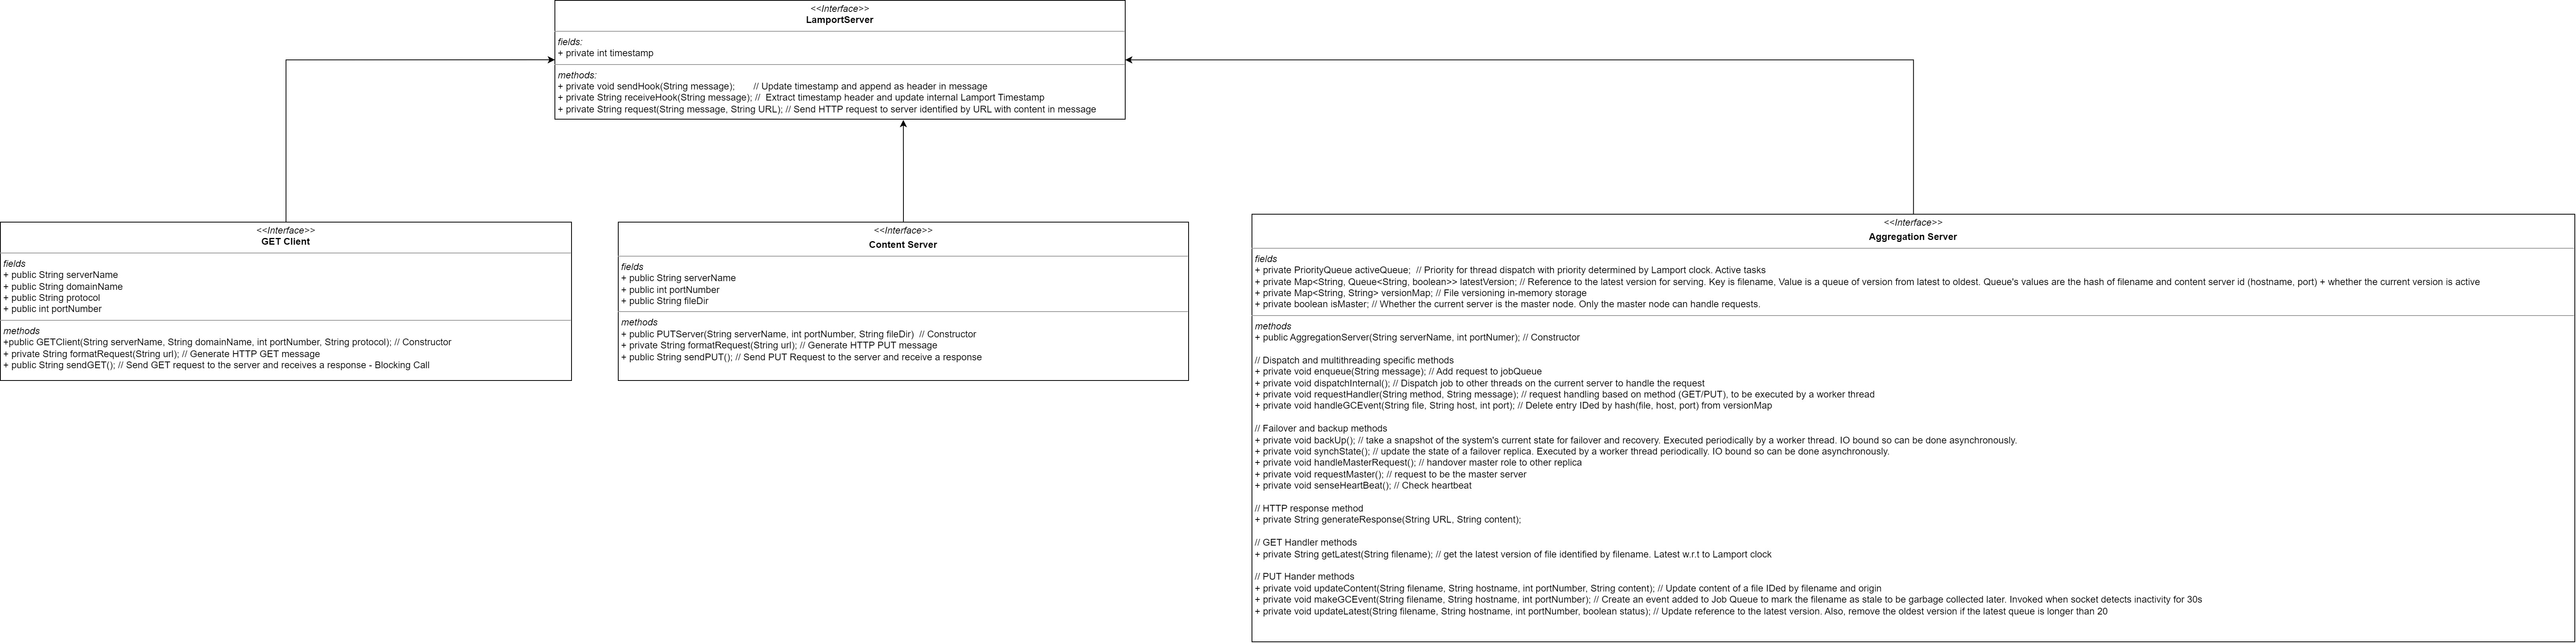 <<Interface>>
LamportServer
fields:
+ private int timestamp
methods:
+ private void sendHook(String message); // Update timestamp and append as header in message
+ private String receiveHook(String message); // Extract timestamp header and update internal Lamport Timestamp
+ private String request(String message, String URL); // Send HTTP request to server identified by URL with content in message
<<Interface>>
GET Client
fields
+ public String serverName
+ public String domainName
+ public String protocol
+ public int portNumber
methods
+public GETClient(String serverName, String domainName, int portNumber, String protocol); // Constructor
+ private String formatRequest(String url); // Generate HTTP GET message
+ public String sendGET(); // Send GET request to the server and receives a response - Blocking Call
<<Interface>>
Content Server
fields
+ public String serverName
+ public int portNumber
+ public String fileDir
methods
+ public PUTServer(String serverName, int portNumber, String fileDir) // Constructor
+ private String formatRequest(String url); // Generate HTTP PUT message
+ public String sendPUT(); // Send PUT Request to the server and receive a response
<<Interface>>
Aggregation Server
fields
+ private PriorityQueue activeQueue; // Priority for thread dispatch with priority determined by Lamport clock. Active tasks
+ private Map<String, Queue<String, boolean>> latestVersion; // Reference to the latest version for serving. Key is filename, Value is a queue of version from latest to oldest. Queue's values are the hash of filename and content server id (hostname, port) + whether the current version is active
+ private Map<String, String> versionMap; // File versioning in-memory storage
+ private boolean isMaster; // Whether the current server is the master node. Only the master node can handle requests.
methods
+ public AggregationServer(String serverName, int portNumer); // Constructor
// Dispatch and multithreading specific methods
+ private void enqueue(String message); // Add request to jobQueue
+ private void dispatchInternal(); // Dispatch job to other threads on the current server to handle the request
+ private void requestHandler(String method, String message); // request handling based on method (GET/PUT), to be executed by a worker thread
+ private void handleGCEvent(String file, String host, int port); // Delete entry IDed by hash(file, host, port) from versionMap
// Failover and backup methods
+ private void backUp(); // take a snapshot of the system's current state for failover and recovery. Executed periodically by a worker thread. IO bound so can be done asynchronously.
+ private void synchState(); // update the state of a failover replica. Executed by a worker thread periodically. IO bound so can be done asynchronously.
+ private void handleMasterRequest(); // handover master role to other replica
+ private void requestMaster(); // request to be the master server
+ private void senseHeartBeat(); // Check heartbeat
// HTTP response method
+ private String generateResponse(String URL, String content);
// GET Handler methods
+ private String getLatest(String filename); // get the latest version of file identified by filename. Latest w.r.t to Lamport clock
// PUT Hander methods
+ private void updateContent(String filename, String hostname, int portNumber, String content); // Update content of a file IDed by filename and origin
+ private void makeGCEvent(String filename, String hostname, int portNumber); // Create an event added to Job Queue to mark the filename as stale to be garbage collected later. Invoked when socket detects inactivity for 30s
+ private void updateLatest(String filename, String hostname, int portNumber, boolean status); // Update reference to the latest version. Also, remove the oldest version if the latest queue is longer than 20